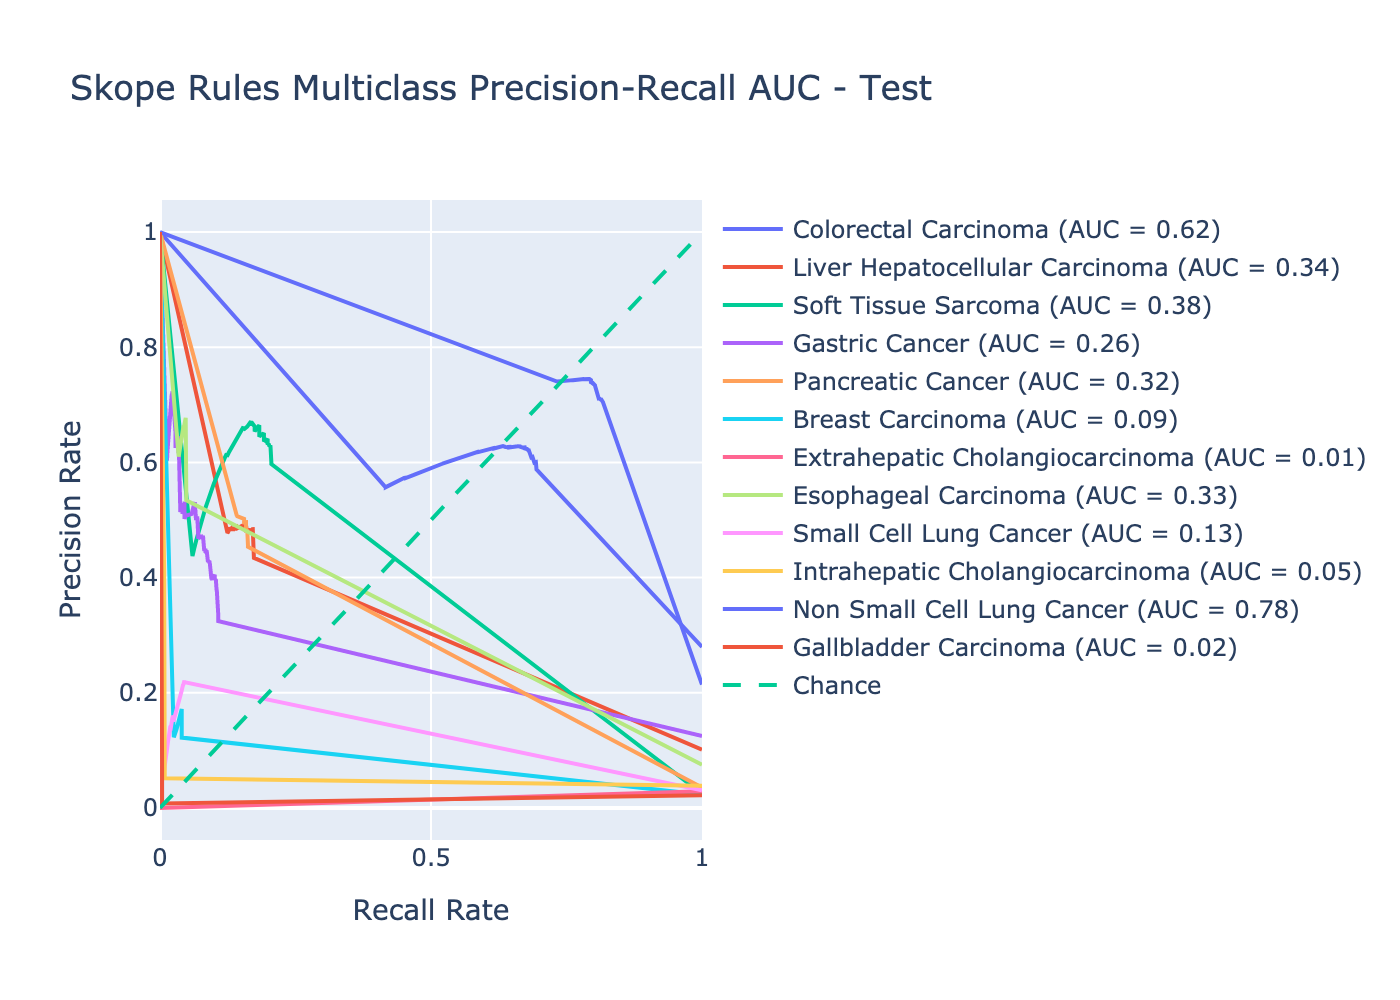 Skope Rules Multiclass Precision-Recall AUC - Test
1
0.8
0.6
0.4
0.2
0
Precision Rate
0
0.5
1
Recall Rate
Colorectal Carcinoma (AUC = 0.62)
Liver Hepatocellular Carcinoma (AUC = 0.34)
Soft Tissue Sarcoma (AUC = 0.38)
Gastric Cancer (AUC = 0.26)
Pancreatic Cancer (AUC = 0.32)
Breast Carcinoma (AUC = 0.09)
Extrahepatic Cholangiocarcinoma (AUC = 0.01)
Esophageal Carcinoma (AUC = 0.33)
Small Cell Lung Cancer (AUC = 0.13)
Intrahepatic Cholangiocarcinoma (AUC = 0.05)
Non Small Cell Lung Cancer (AUC = 0.78)
Gallbladder Carcinoma (AUC = 0.02)
Chance